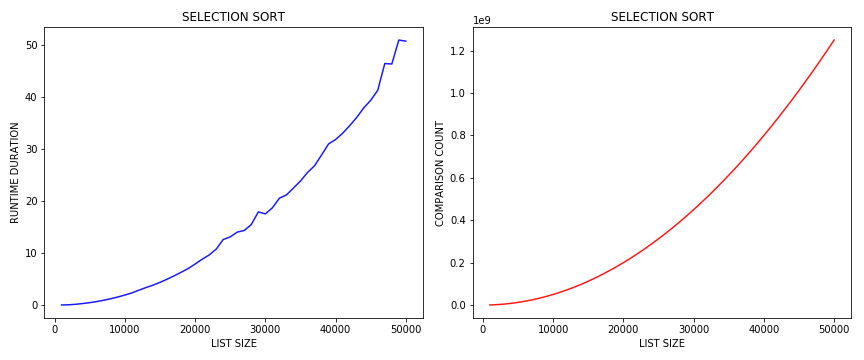 SELECTION SORT
RUNTIME DURATION
50
40
30
20
10
0
0 10000 20000 30000 40000 50000
LIST SIZE
SELECTION SORT
1e9
COMPARISON COUNT
1.2
1.0
0.8
0.6
0.4
0.2
0.0
0 10000 20000 30000 40000 50000
LIST SIZE